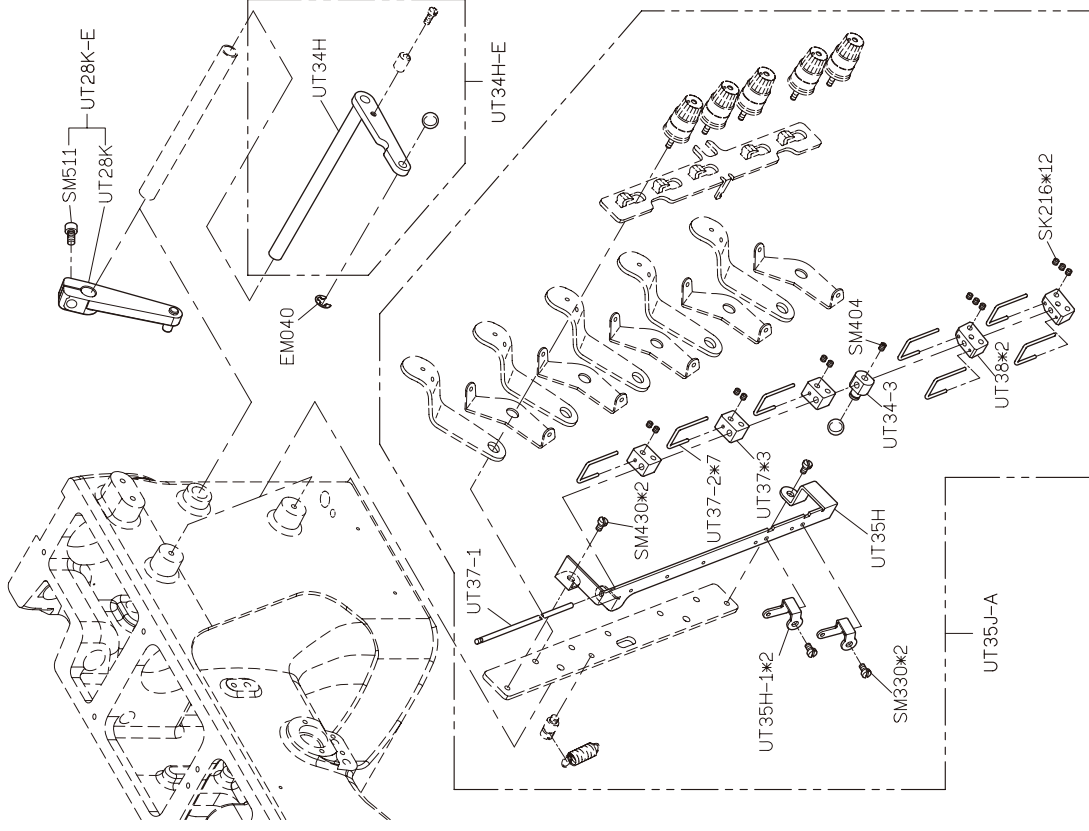 SM511
UT28K
UT28K-E
UT34H
UT34H-E
EM040
SK216*12
SM404
UT38*2
UT34-3
UT37*3
UT37-2*7
SM430*2
UT37-1
UT35H
UT35H-1*2
SM330*2
UT35J-A